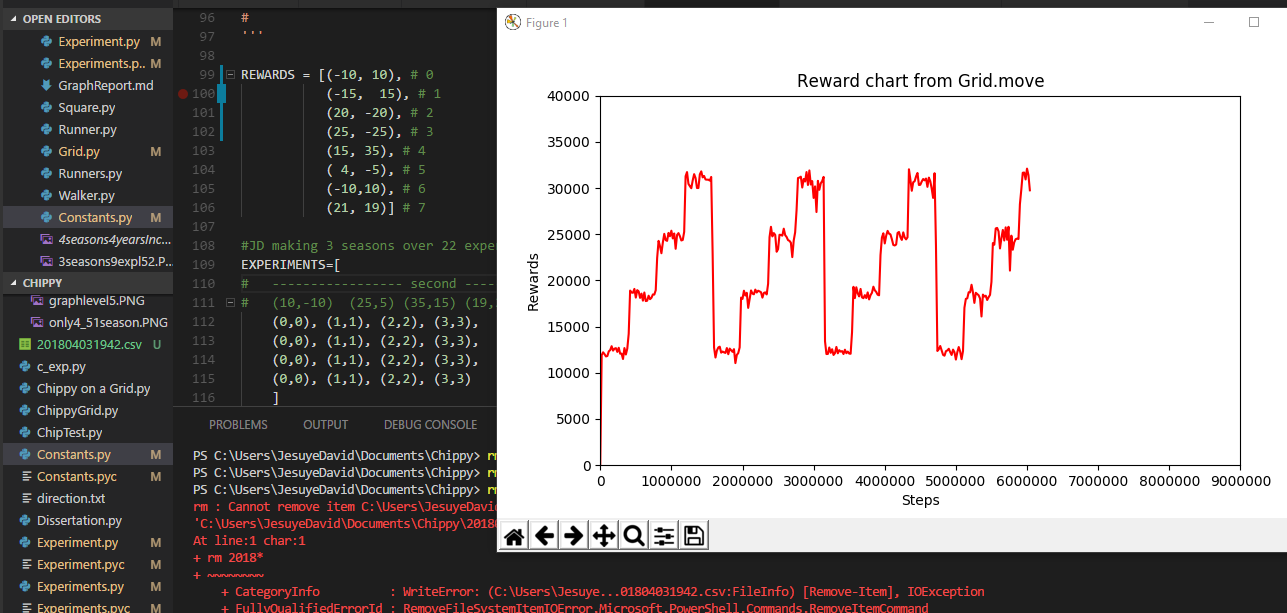 OPEN EDITORS
Experiment.py M
Experiments.p.. M
GraphReport.md
Square.py
Runner.py
Grid.py M
Runners.py
Walker.py
Constants.py M
4seasons4yearsInc...
3seasons9expl52.P...
CHIPPY
graphlevel5.PNG
only4_51season.PNG
201804031942.csv U
c_exp.py
Chippy on a Grid.py
ChippyGrid.py
ChipTest.py
Constants.py M
Constants.pyc M
direction.txt
Dissertation.py
Experiment.py M
Experiment.pyc M
Experiments.py M
Experiments.pyc M
96 #
97 '''
98
99 REWARDS = [(-10, 10), # 0
100 (-15,  15), # 1
101 (20, -20), # 2
102 (25, -25), # 3
103 (15, 35), # 4
104 ( 4, -5), # 5
105 (-10,10), # 6
106 (21, 19)] # 7
107
108 #JD making 3 seasons over 22 exper
109 EXPERIMENTS=[
110 #   ----------------- second ----
111 #   (10,-10)  (25,5) (35,15) (19,
112 (0,0), (1,1), (2,2), (3,3),
113 (0,0), (1,1), (2,2), (3,3),
114 (0,0), (1,1), (2,2), (3,3),
115 (0,0), (1,1), (2,2), (3,3)
116 ]
PROBLEMS OUTPUT DEBUG CONSOLE
PS C:\Users\JesuyeDavid\Documents\Chippy> rm
PS C:\Users\JesuyeDavid\Documents\Chippy> rm
PS C:\Users\JesuyeDavid\Documents\Chippy> rm
rm : Cannot remove item C:\Users\JesuyeDavid
'C:\Users\JesuyeDavid\Documents\Chippy\20180
At line:1 char:1
+ rm 2018*
+ ~~~~~~~~
+ CategoryInfo : WriteError: (C:\Users\Jesuye...01804031942.csv:FileInfo) [Remove-Item], IOException
+ FullyQualifiedErrorId : RemoveFileSystemItemIOError,Microsoft.PowerShell.Commands.RemoveItemCommand
Figure 1
Reward chart from Grid.move
40000
35000
30000
25000
20000
15000
10000
5000
0
Rewards
0 1000000 2000000 3000000 4000000 5000000 6000000 7000000 8000000 9000000
Steps